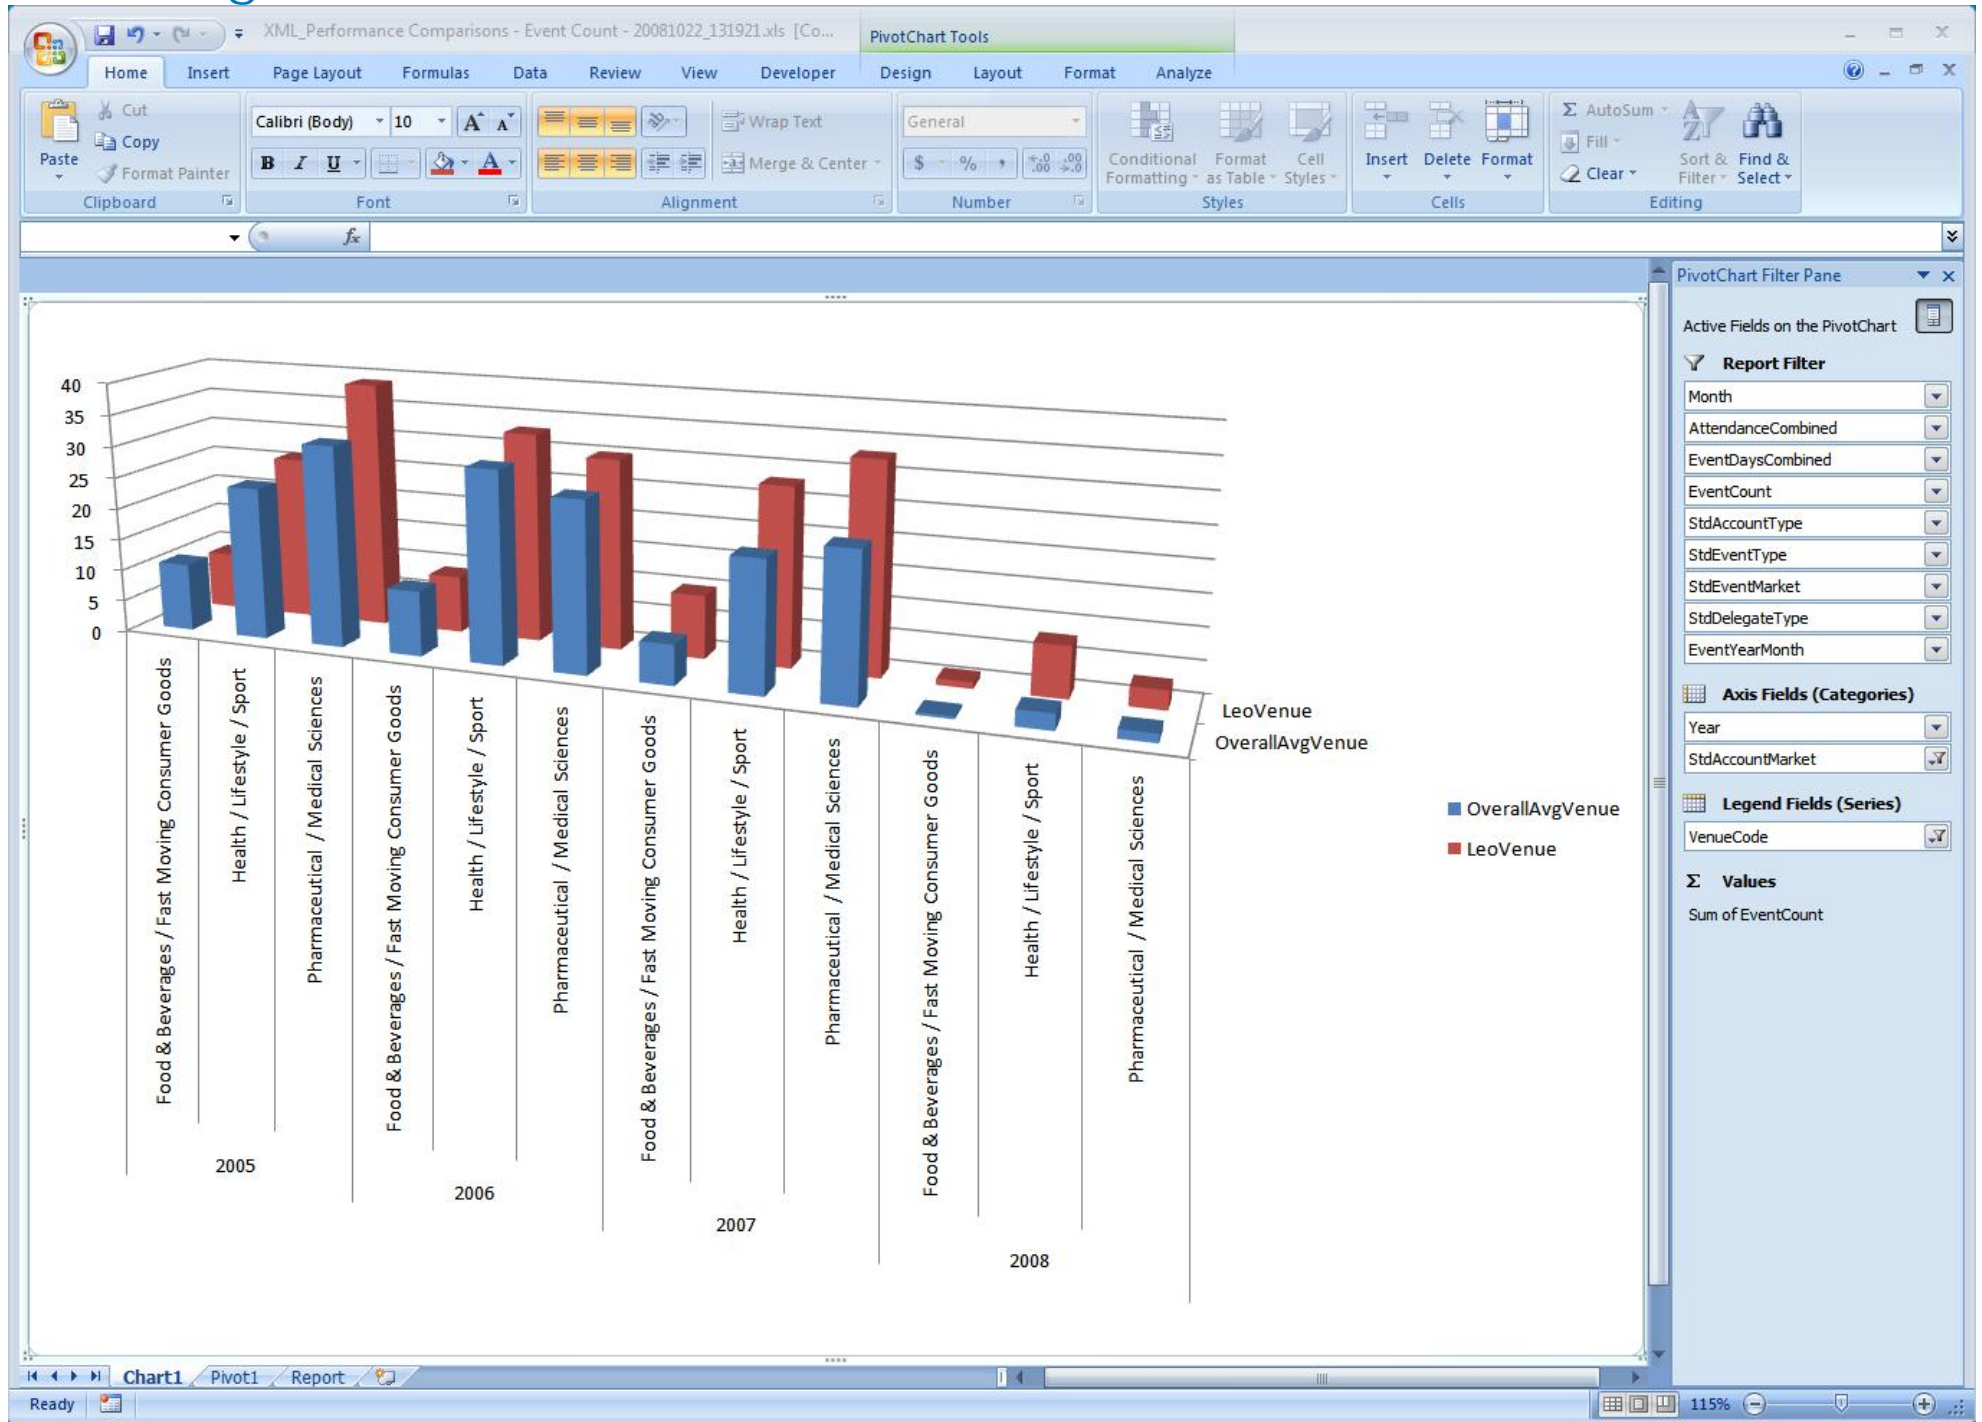 XML_Performance Comparisons - Event Count - 20081022_131921.xls [Co...
PivotChart Tools
Home Insert Page Layout Formulas Data Review View Developer Design Layout Format Analyze
Paste
Cut
Copy
Format Painter
Clipboard
Calibri (Body) 10 A A
B I U A
Font
Wrap Text
Merge & Center
Alignment
General
$ % , .0 .00 .00 .0
Number
Conditional Formatting
Format as Table
Cell Styles
Styles
Insert Delete Format
Cells
Σ AutoSum
Fill
Clear
Sort & Filter
Find & Select
Editing
fx
40
35
30
25
20
15
10
5
0
Food & Beverages / Fast Moving Consumer Goods
Health / Lifestyle / Sport
Pharmaceutical / Medical Sciences
2005
Food & Beverages / Fast Moving Consumer Goods
Health / Lifestyle / Sport
Pharmaceutical / Medical Sciences
2006
Food & Beverages / Fast Moving Consumer Goods
Health / Lifestyle / Sport
Pharmaceutical / Medical Sciences
2007
Food & Beverages / Fast Moving Consumer Goods
Health / Lifestyle / Sport
Pharmaceutical / Medical Sciences
2008
LeoVenue
OverallAvgVenue
OverallAvgVenue
LeoVenue
PivotChart Filter Pane
Active Fields on the PivotChart
Report Filter
Month
AttendanceCombined
EventDaysCombined
EventCount
StdAccountType
StdEventType
StdEventMarket
StdDelegateType
EventYearMonth
Axis Fields (Categories)
Year
StdAccountMarket
Legend Fields (Series)
VenueCode
Σ Values
Sum of EventCount
Chart1 Pivot1 Report
Ready
115%